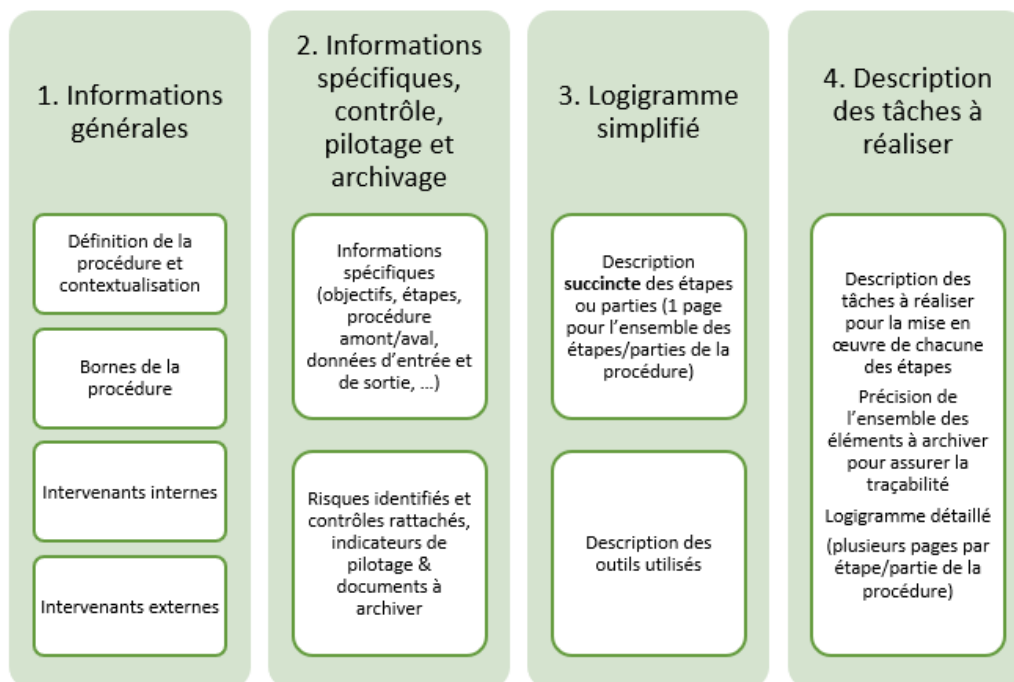 1. Informations
générales
Définition de la
procédure et
contextualisation
Bornes de la
procédure
Intervenants internes
Intervenants externes
2. Informations
spécifiques,
contrôle,
pilotage et
archivage
Informations
spécifiques
(objectifs, étapes,
procédure
amont/aval,
données d'entrée et
de sortie, ...)
Risques identifiés et
contrôles rattachés,
indicateurs de
pilotage &
documents à
archiver
3. Logigramme
simplifié
Description
succincte des étapes
ou parties (1 page
pour l'ensemble des
étapes/parties de la
procédure)
Description des
outils utilisés
4. Description
des tâches à
réaliser
Description des
tâches à réaliser
pour la mise en
œuvre de chacune
des étapes
Précision de
l'ensemble des
éléments à archiver
pour assurer la
traçabilité
Logigramme détaillé
(plusieurs pages par
étape/partie de la
procédure)